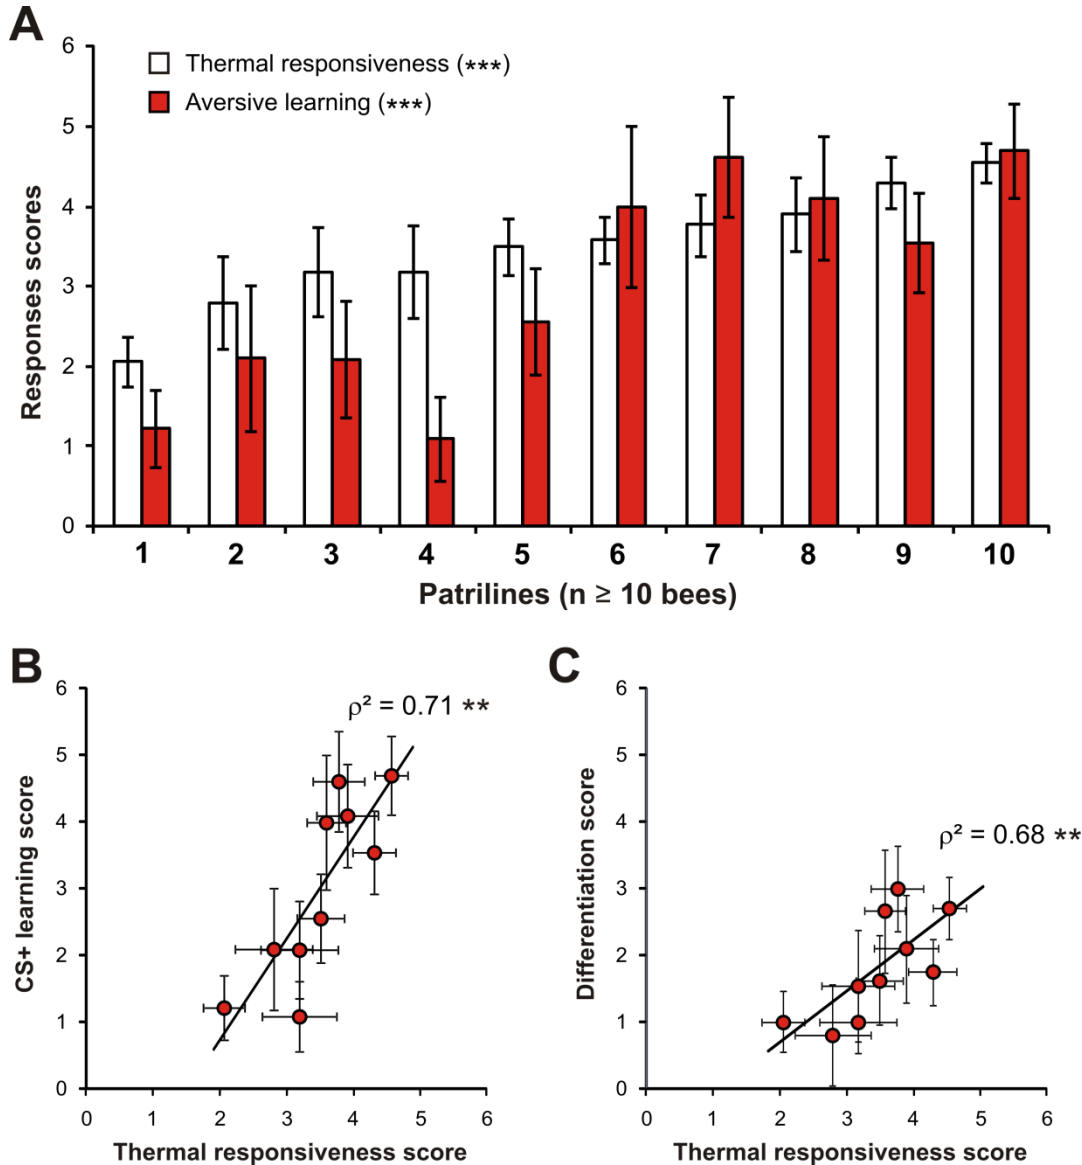 A
Thermal responsiveness (***)
Aversive learning (***)
Responses scores
6
5
4
3
2
1
0
1 2 3 4 5 6 7 8 9 10
Patrilines (n ≥ 10 bees)
B
ρ² = 0.71 **
CS+ learning score
6
5
4
3
2
1
0
0 1 2 3 4 5 6
Thermal responsiveness score
C
ρ² = 0.68 **
Differentiation score
6
5
4
3
2
1
0
0 1 2 3 4 5 6
Thermal responsiveness score